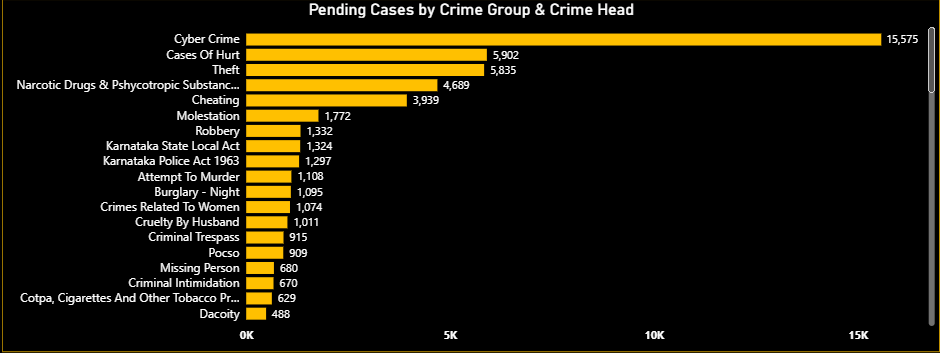 Pending Cases by Crime Group & Crime Head
Cyber Crime 15,575
Cases Of Hurt 5,902
Theft 5,835
Narcotic Drugs & Pshycotropic Substanc... 4,689
Cheating 3,939
Molestation 1,772
Robbery 1,332
Karnataka State Local Act 1,324
Karnataka Police Act 1963 1,297
Attempt To Murder 1,108
Burglary - Night 1,095
Crimes Related To Women 1,074
Cruelty By Husband 1,011
Criminal Trespass 915
Pocso 909
Missing Person 680
Criminal Intimidation 670
Cotpa, Cigarettes And Other Tobacco Pr... 629
Dacoity 488
0K 5K 10K 15K